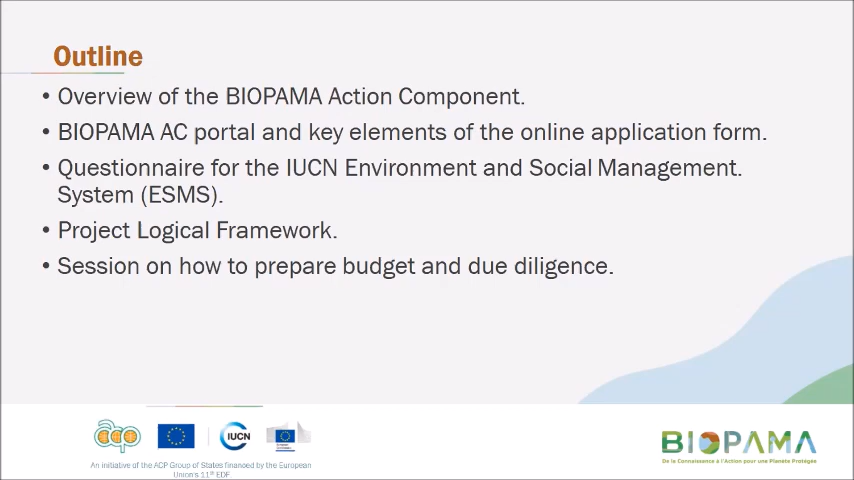 Outline
• Overview of the BIOPAMA Action Component.
• BIOPAMA AC portal and key elements of the online application form.
• Questionnaire for the IUCN Environment and Social Management.
System (ESMS).
• Project Logical Framework.
• Session on how to prepare budget and due diligence.
acp
IUCN
An initiative of the ACP Group of States financed by the European
Union's 11th EDF.
BIOPAMA
De la Connaissance à l'Action pour une Planète Protégée